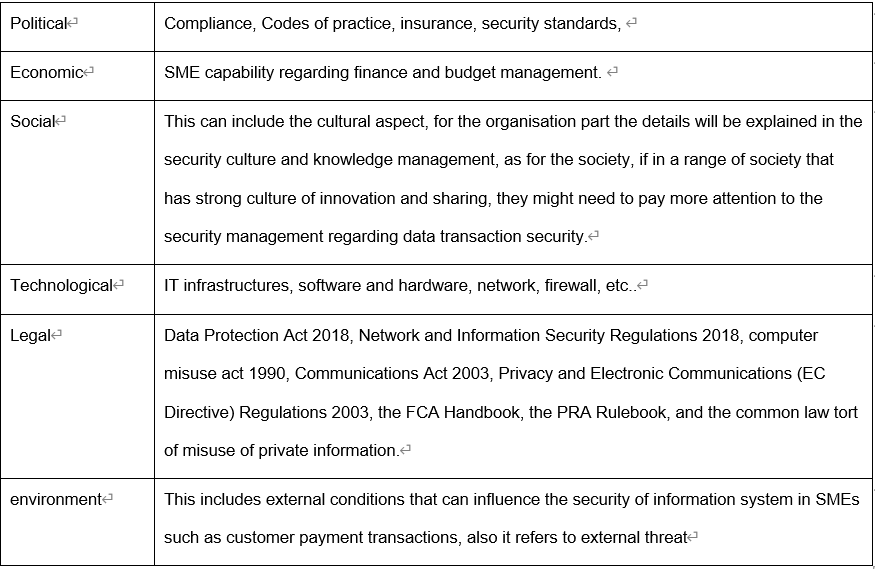 Political↵ Compliance, Codes of practice, insurance, security standards, ↵
Economic↵ SME capability regarding finance and budget management. ↵
Social↵ This can include the cultural aspect, for the organisation part the details will be explained in the
security culture and knowledge management, as for the society, if in a range of society that
has strong culture of innovation and sharing, they might need to pay more attention to the
security management regarding data transaction security.↵
Technological↵ IT infrastructures, software and hardware, network, firewall, etc..↵
Legal↵ Data Protection Act 2018, Network and Information Security Regulations 2018, computer
misuse act 1990, Communications Act 2003, Privacy and Electronic Communications (EC
Directive) Regulations 2003, the FCA Handbook, the PRA Rulebook, and the common law tort
of misuse of private information.↵
environment↵ This includes external conditions that can influence the security of information system in SMEs
such as customer payment transactions, also it refers to external threat↵